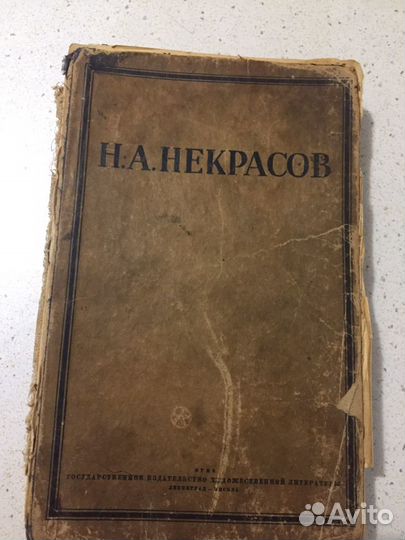 Н.А.НЕКРАСОВ
ОГИЗ
ГОСУДАРСТВЕННОЕ ИЗДАТЕЛЬСТВО ХУДОЖЕСТВЕННОЙ ЛИТЕРАТУРЫ
ЛЕНИНГРАД—МОСКВА
Avito